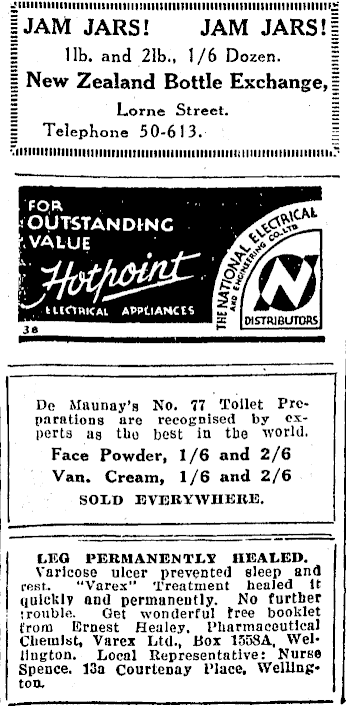 JAM JARS! JAM JARS!
1lb. and 2lb., 1/6 Dozen.
New Zealand Bottle Exchange,
Lorne Street.
Telephone 50-613.
FOR
OUTSTANDING
VALUE
Hotpoint
ELECTRICAL APPLIANCES
THE NATIONAL ELECTRICAL
AND ENGINEERING CO. LTD
N
DISTRIBUTORS
38
De Maunay's No. 77 Toilet Pre-
parations are recognised by ex-
perts as the best in the world.
Face Powder, 1/6 and 2/6
Van. Cream, 1/6 and 2/6
SOLD EVERYWHERE.
LEG PERMANENTLY HEALED.
Varicose ulcer prevented sleep and
rest. "Varex" Treatment healed it
quickly and permanently. No further
trouble. Get wonderful free booklet
from Ernest Healey, Pharmaceutical
Chemist, Varex Ltd., Box 1558A, Wel-
lington. Local Representative: Nurse
Spence, 13a Courtenay Place, Welling-
ton.